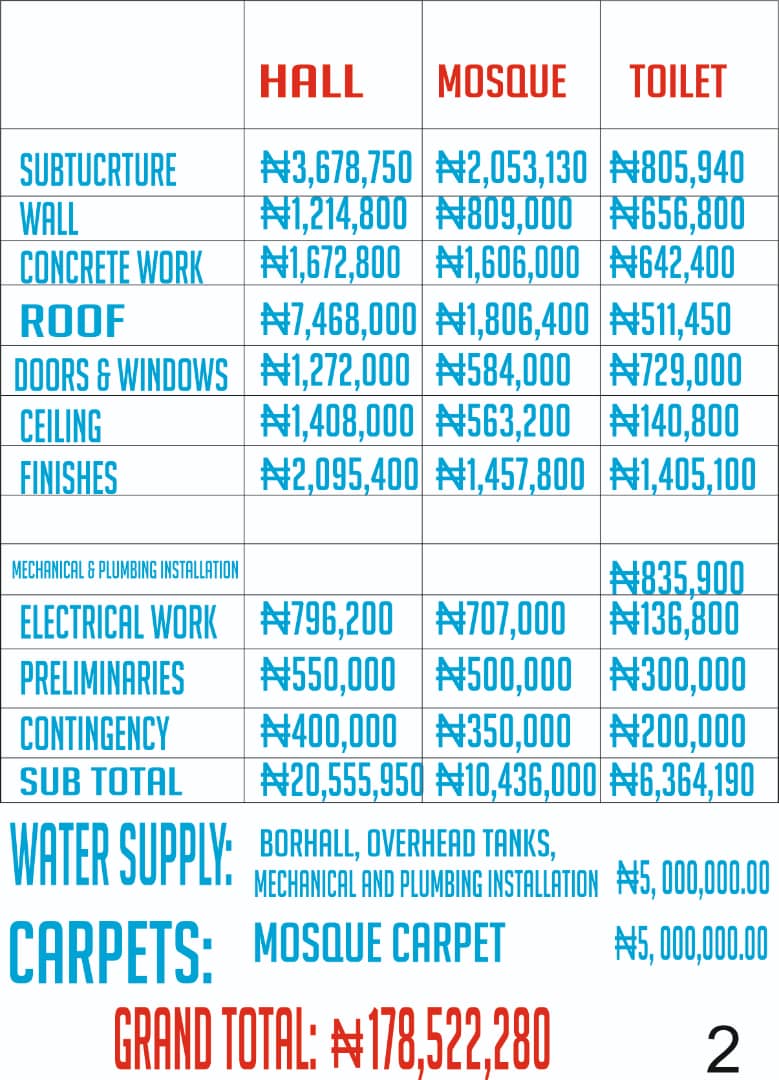 HALL MOSQUE TOILET
SUBTUCRTURE ₦3,678,750 ₦2,053,130 ₦805,940
WALL ₦1,214,800 ₦809,000 ₦656,800
CONCRETE WORK ₦1,672,800 ₦1,606,000 ₦642,400
ROOF ₦7,468,000 ₦1,806,400 ₦511,450
DOORS & WINDOWS ₦1,272,000 ₦584,000 ₦729,000
CEILING ₦1,408,000 ₦563,200 ₦140,800
FINISHES ₦2,095,400 ₦1,457,800 ₦1,405,100
MECHANICAL & PLUMBING INSTALLATION ₦835,900
ELECTRICAL WORK ₦796,200 ₦707,000 ₦136,800
PRELIMINARIES ₦550,000 ₦500,000 ₦300,000
CONTINGENCY ₦400,000 ₦350,000 ₦200,000
SUB TOTAL ₦20,555,950 ₦10,436,000 ₦6,364,190
WATER SUPPLY: BORHALL, OVERHEAD TANKS,
MECHANICAL AND PLUMBING INSTALLATION ₦5, 000,000.00
CARPETS: MOSQUE CARPET ₦5, 000,000.00
GRAND TOTAL: ₦178,522,280
2